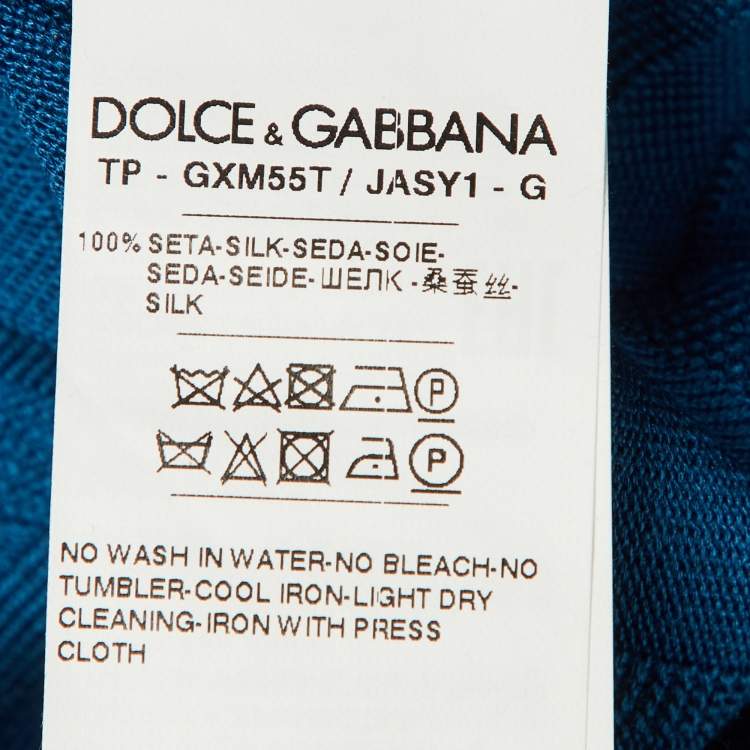 DOLCE & GABBANA
TP - GXM55T / JASY1 - G
100% SETA-SILK-SEDA-SOIE-
SEDA-SEIDE-ШЕЛК -桑蚕丝-
SILK
P
P
NO WASH IN WATER-NO BLEACH-NO
TUMBLER-COOL IRON-LIGHT DRY
CLEANING-IRON WITH PRESS
CLOTH